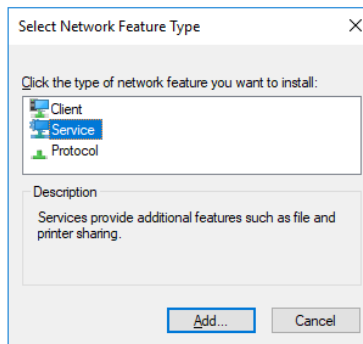 Select Network Feature Type
Click the type of network feature you want to install:
Client
Service
Protocol
Description
Services provide additional features such as file and
printer sharing.
Add...
Cancel